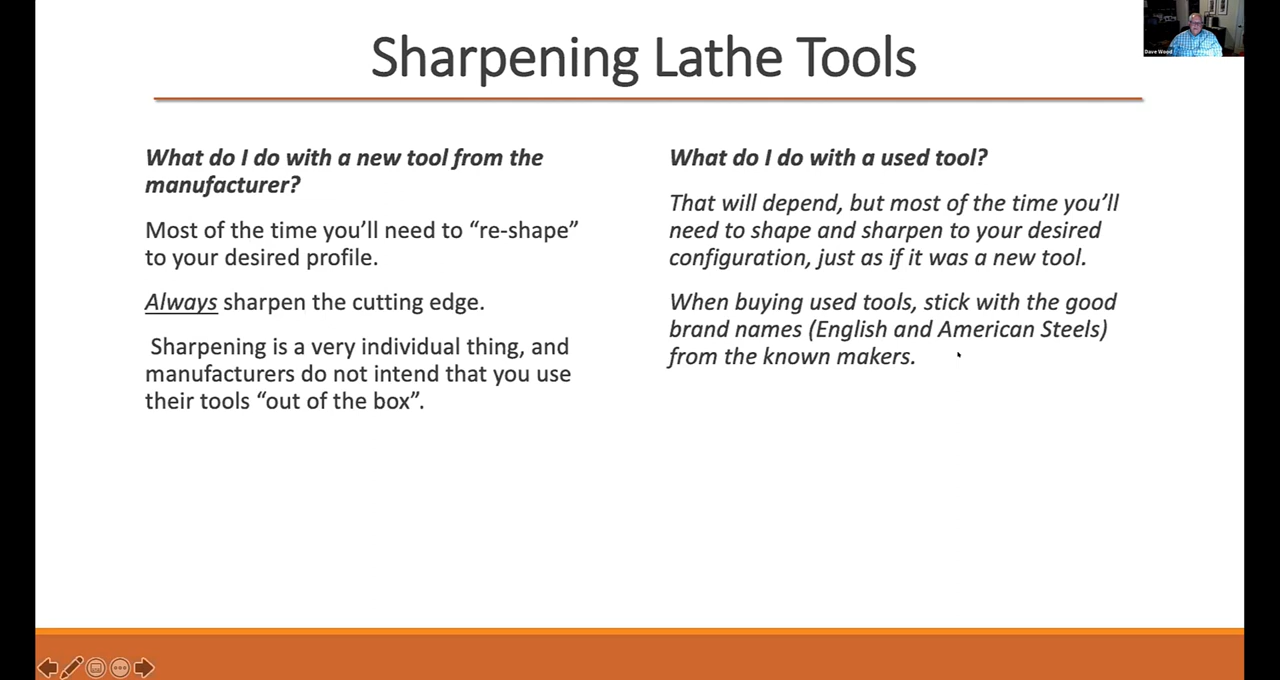 Sharpening Lathe Tools
Dave Wood
What do I do with a new tool from the
manufacturer?
Most of the time you’ll need to “re-shape”
to your desired profile.
Always sharpen the cutting edge.
Sharpening is a very individual thing, and
manufacturers do not intend that you use
their tools “out of the box”.
What do I do with a used tool?
That will depend, but most of the time you’ll
need to shape and sharpen to your desired
configuration, just as if it was a new tool.
When buying used tools, stick with the good
brand names (English and American Steels)
from the known makers.